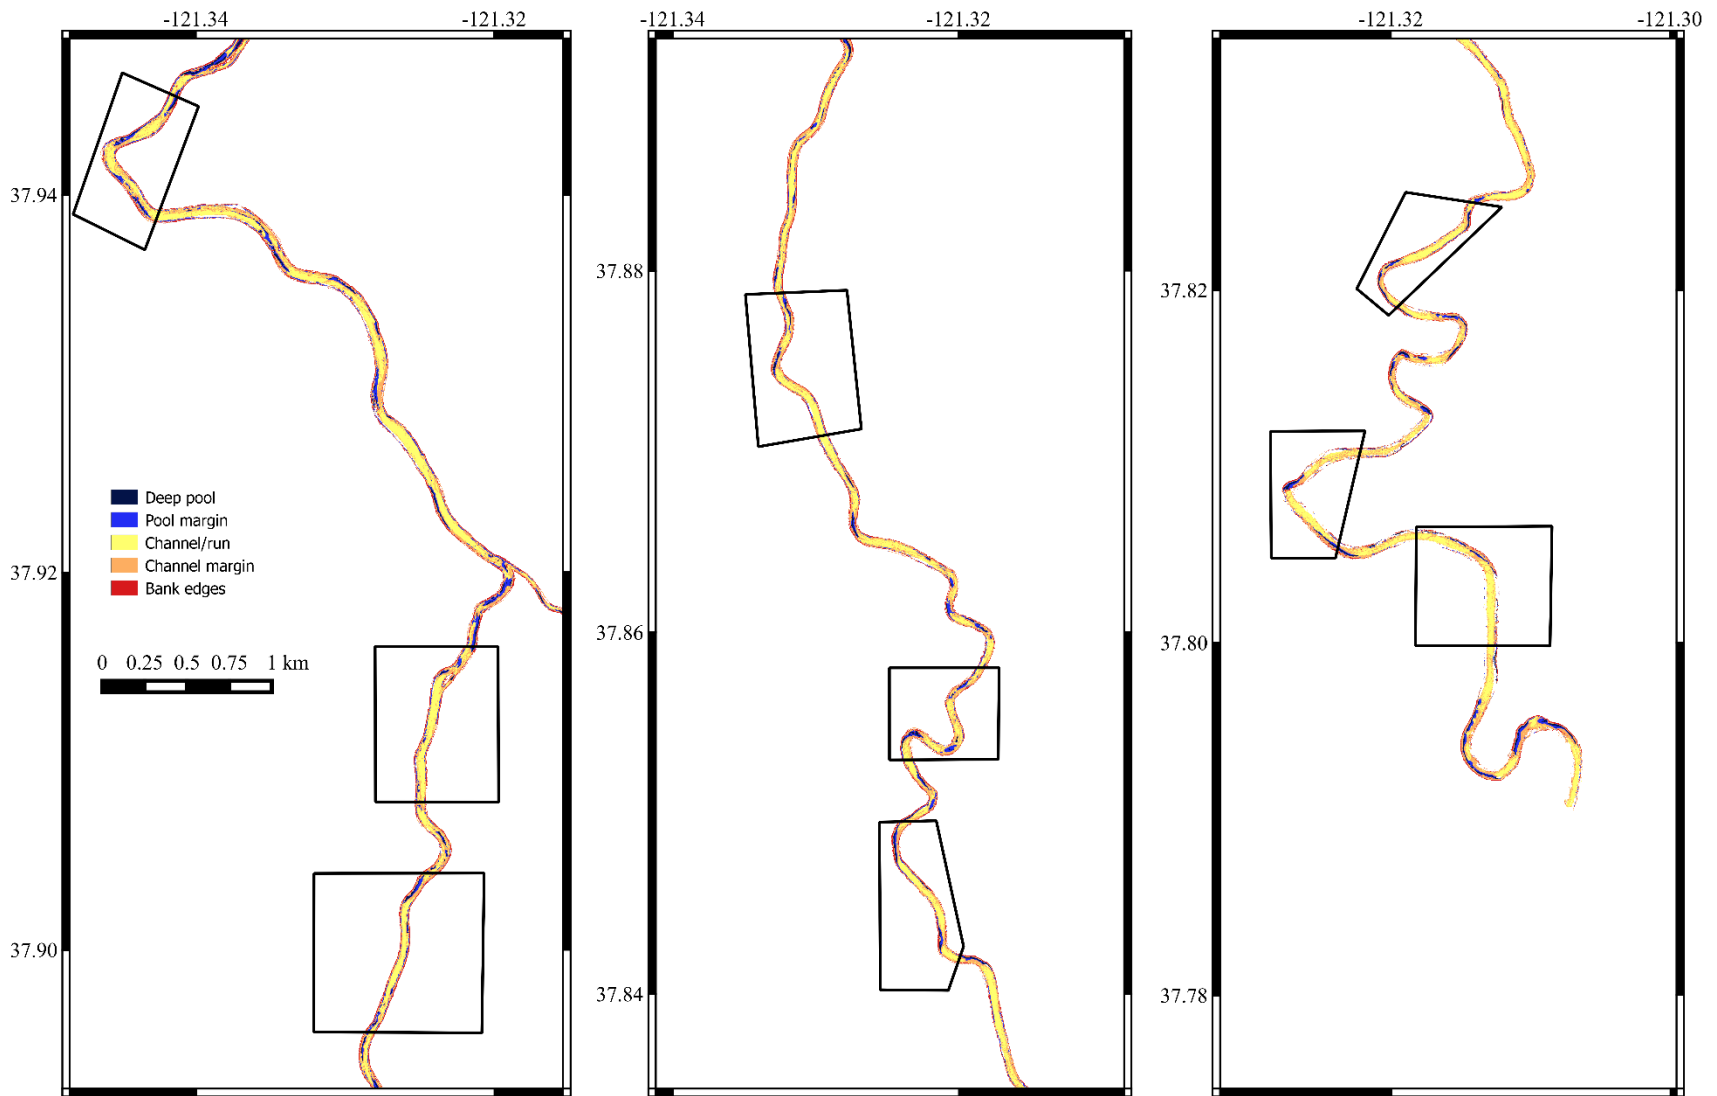 -121.34 -121.32
-121.34 -121.32
-121.32 -121.30
37.94
Deep pool
Pool margin
Channel/run
Channel margin
Bank edges
37.92
0 0.25 0.5 0.75 1 km
37.90
37.88
37.86
37.84
37.82
37.80
37.78